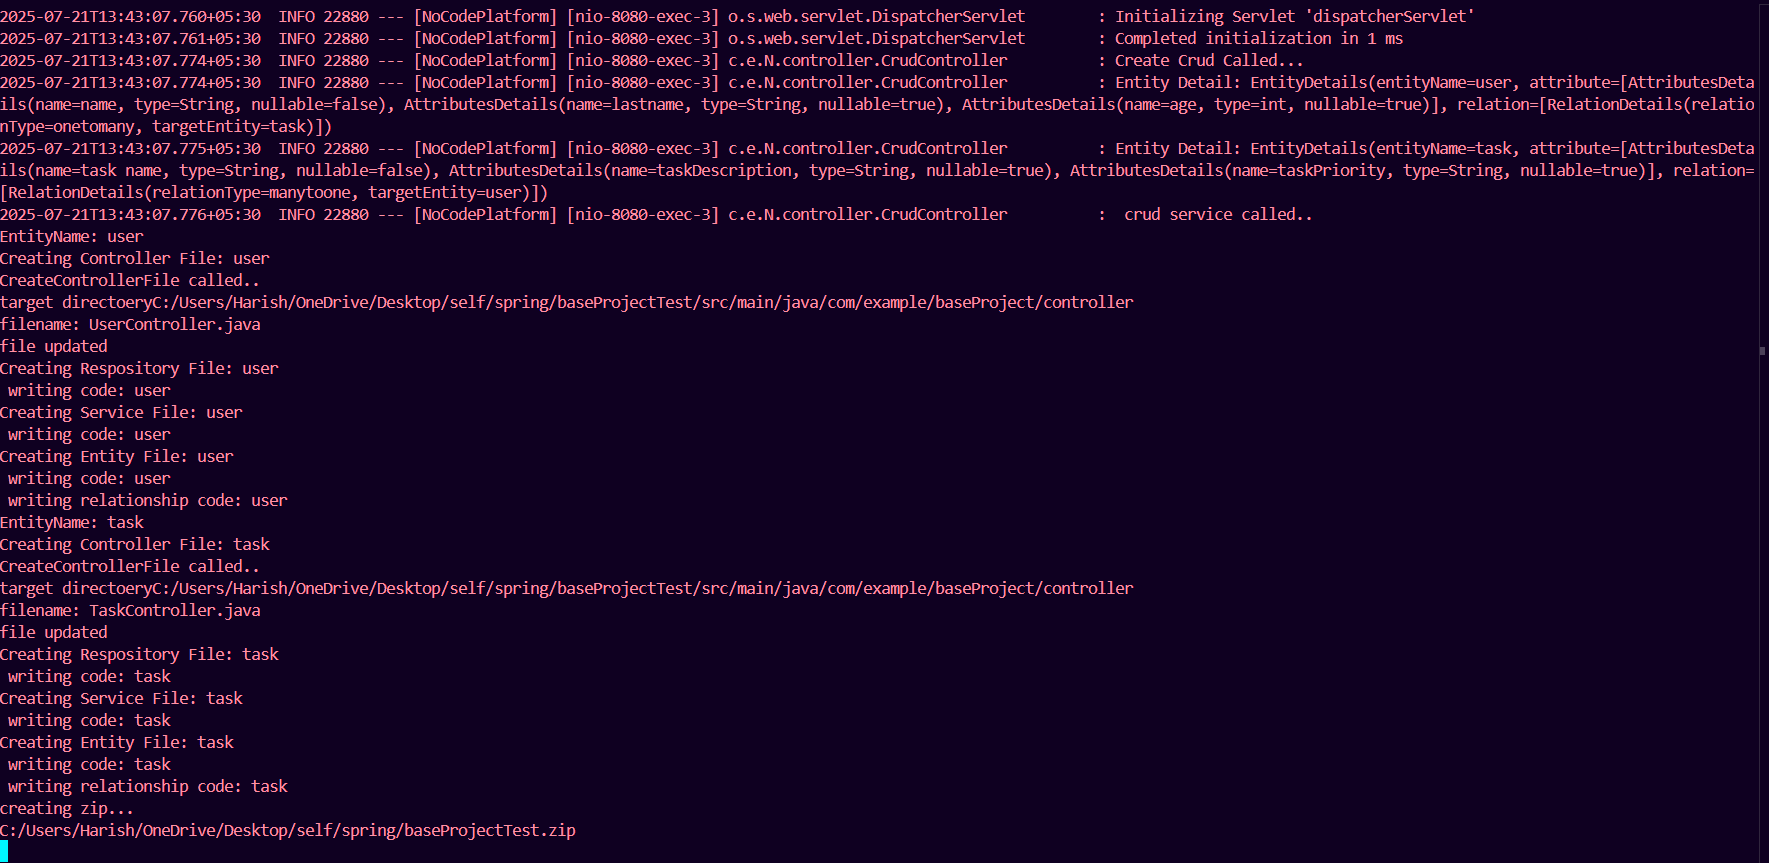 2025-07-21T13:43:07.760+05:30  INFO 22880 --- [NoCodePlatform] [nio-8080-exec-3] o.s.web.servlet.DispatcherServlet        : Initializing Servlet 'dispatcherServlet'
2025-07-21T13:43:07.761+05:30  INFO 22880 --- [NoCodePlatform] [nio-8080-exec-3] o.s.web.servlet.DispatcherServlet        : Completed initialization in 1 ms
2025-07-21T13:43:07.774+05:30  INFO 22880 --- [NoCodePlatform] [nio-8080-exec-3] c.e.N.controller.CrudController          : Create Crud Called...
2025-07-21T13:43:07.774+05:30  INFO 22880 --- [NoCodePlatform] [nio-8080-exec-3] c.e.N.controller.CrudController          : Entity Detail: EntityDetails(entityName=user, attribute=[AttributesDeta
ils(name=name, type=String, nullable=false), AttributesDetails(name=lastname, type=String, nullable=true), AttributesDetails(name=age, type=int, nullable=true)], relation=[RelationDetails(relatio
nType=onetomany, targetEntity=task)])
2025-07-21T13:43:07.775+05:30  INFO 22880 --- [NoCodePlatform] [nio-8080-exec-3] c.e.N.controller.CrudController          : Entity Detail: EntityDetails(entityName=task, attribute=[AttributesDeta
ils(name=task name, type=String, nullable=false), AttributesDetails(name=taskDescription, type=String, nullable=true), AttributesDetails(name=taskPriority, type=String, nullable=true)], relation=
[RelationDetails(relationType=manytoone, targetEntity=user)])
2025-07-21T13:43:07.776+05:30  INFO 22880 --- [NoCodePlatform] [nio-8080-exec-3] c.e.N.controller.CrudController          :  crud service called..
EntityName: user
Creating Controller File: user
CreateControllerFile called..
target directoeryC:/Users/Harish/OneDrive/Desktop/self/spring/baseProjectTest/src/main/java/com/example/baseProject/controller
filename: UserController.java
file updated
Creating Respository File: user
 writing code: user
Creating Service File: user
 writing code: user
Creating Entity File: user
 writing code: user
 writing relationship code: user
EntityName: task
Creating Controller File: task
CreateControllerFile called..
target directoeryC:/Users/Harish/OneDrive/Desktop/self/spring/baseProjectTest/src/main/java/com/example/baseProject/controller
filename: TaskController.java
file updated
Creating Respository File: task
 writing code: task
Creating Service File: task
 writing code: task
Creating Entity File: task
 writing code: task
 writing relationship code: task
creating zip...
C:/Users/Harish/OneDrive/Desktop/self/spring/baseProjectTest.zip